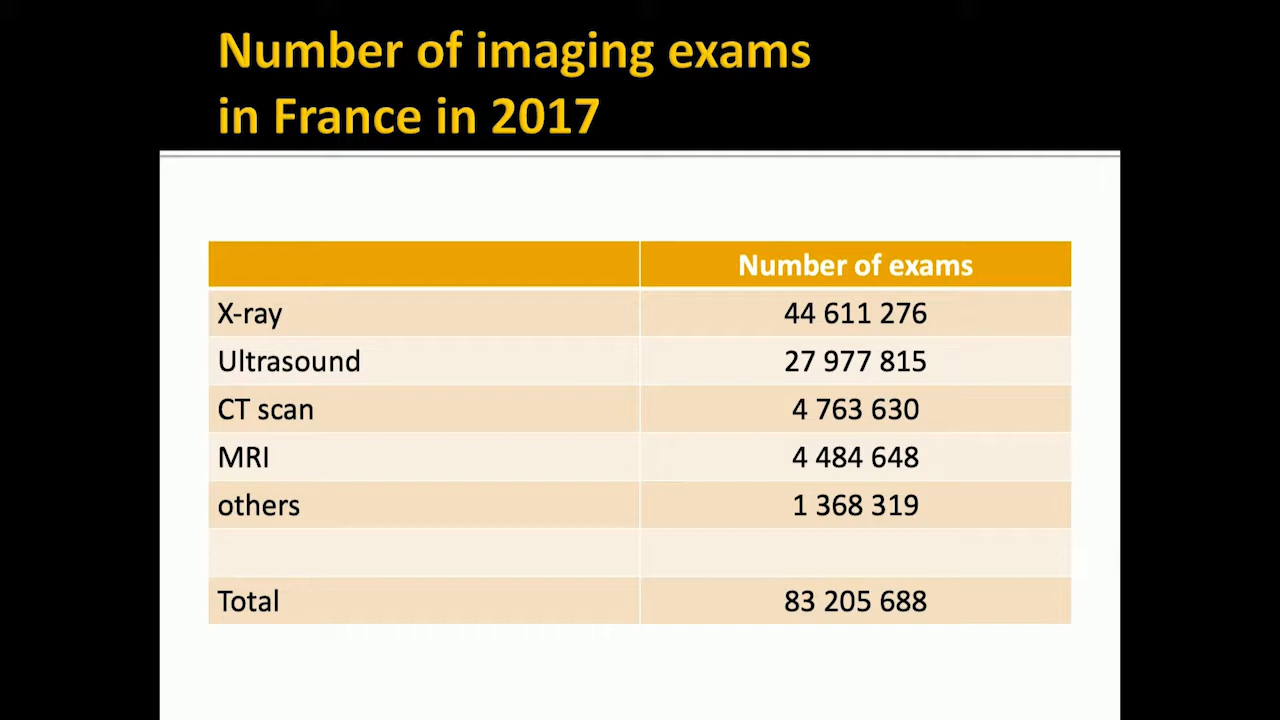 Number of imaging exams
in France in 2017
Number of exams
X-ray 44 611 276
Ultrasound 27 977 815
CT scan 4 763 630
MRI 4 484 648
others 1 368 319
Total 83 205 688